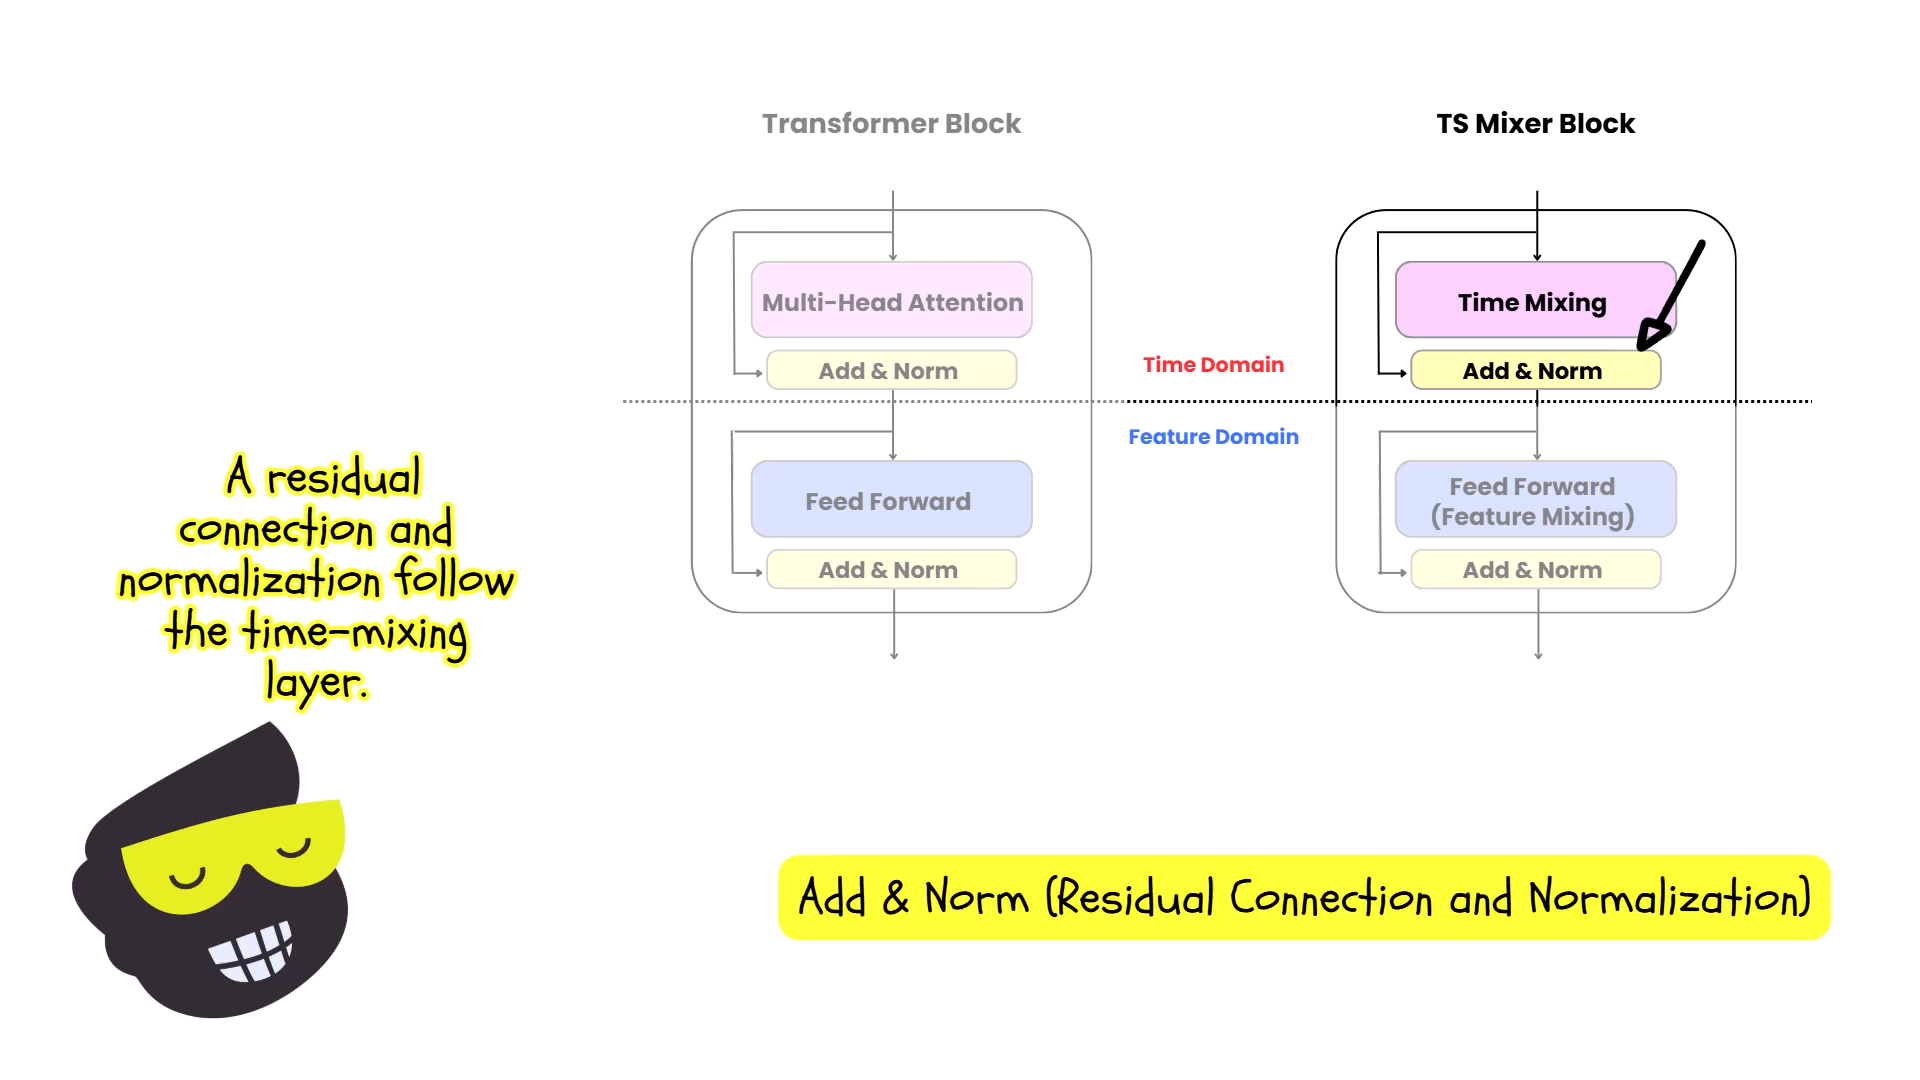 Transformer Block
TS Mixer Block
Multi-Head Attention
Time Mixing
Add & Norm
Time Domain
Add & Norm
Feature Domain
Feed Forward
Feed Forward
(Feature Mixing)
Add & Norm
Add & Norm
A residual
connection and
normalization follow
the time-mixing
layer.
Add & Norm (Residual Connection and Normalization)